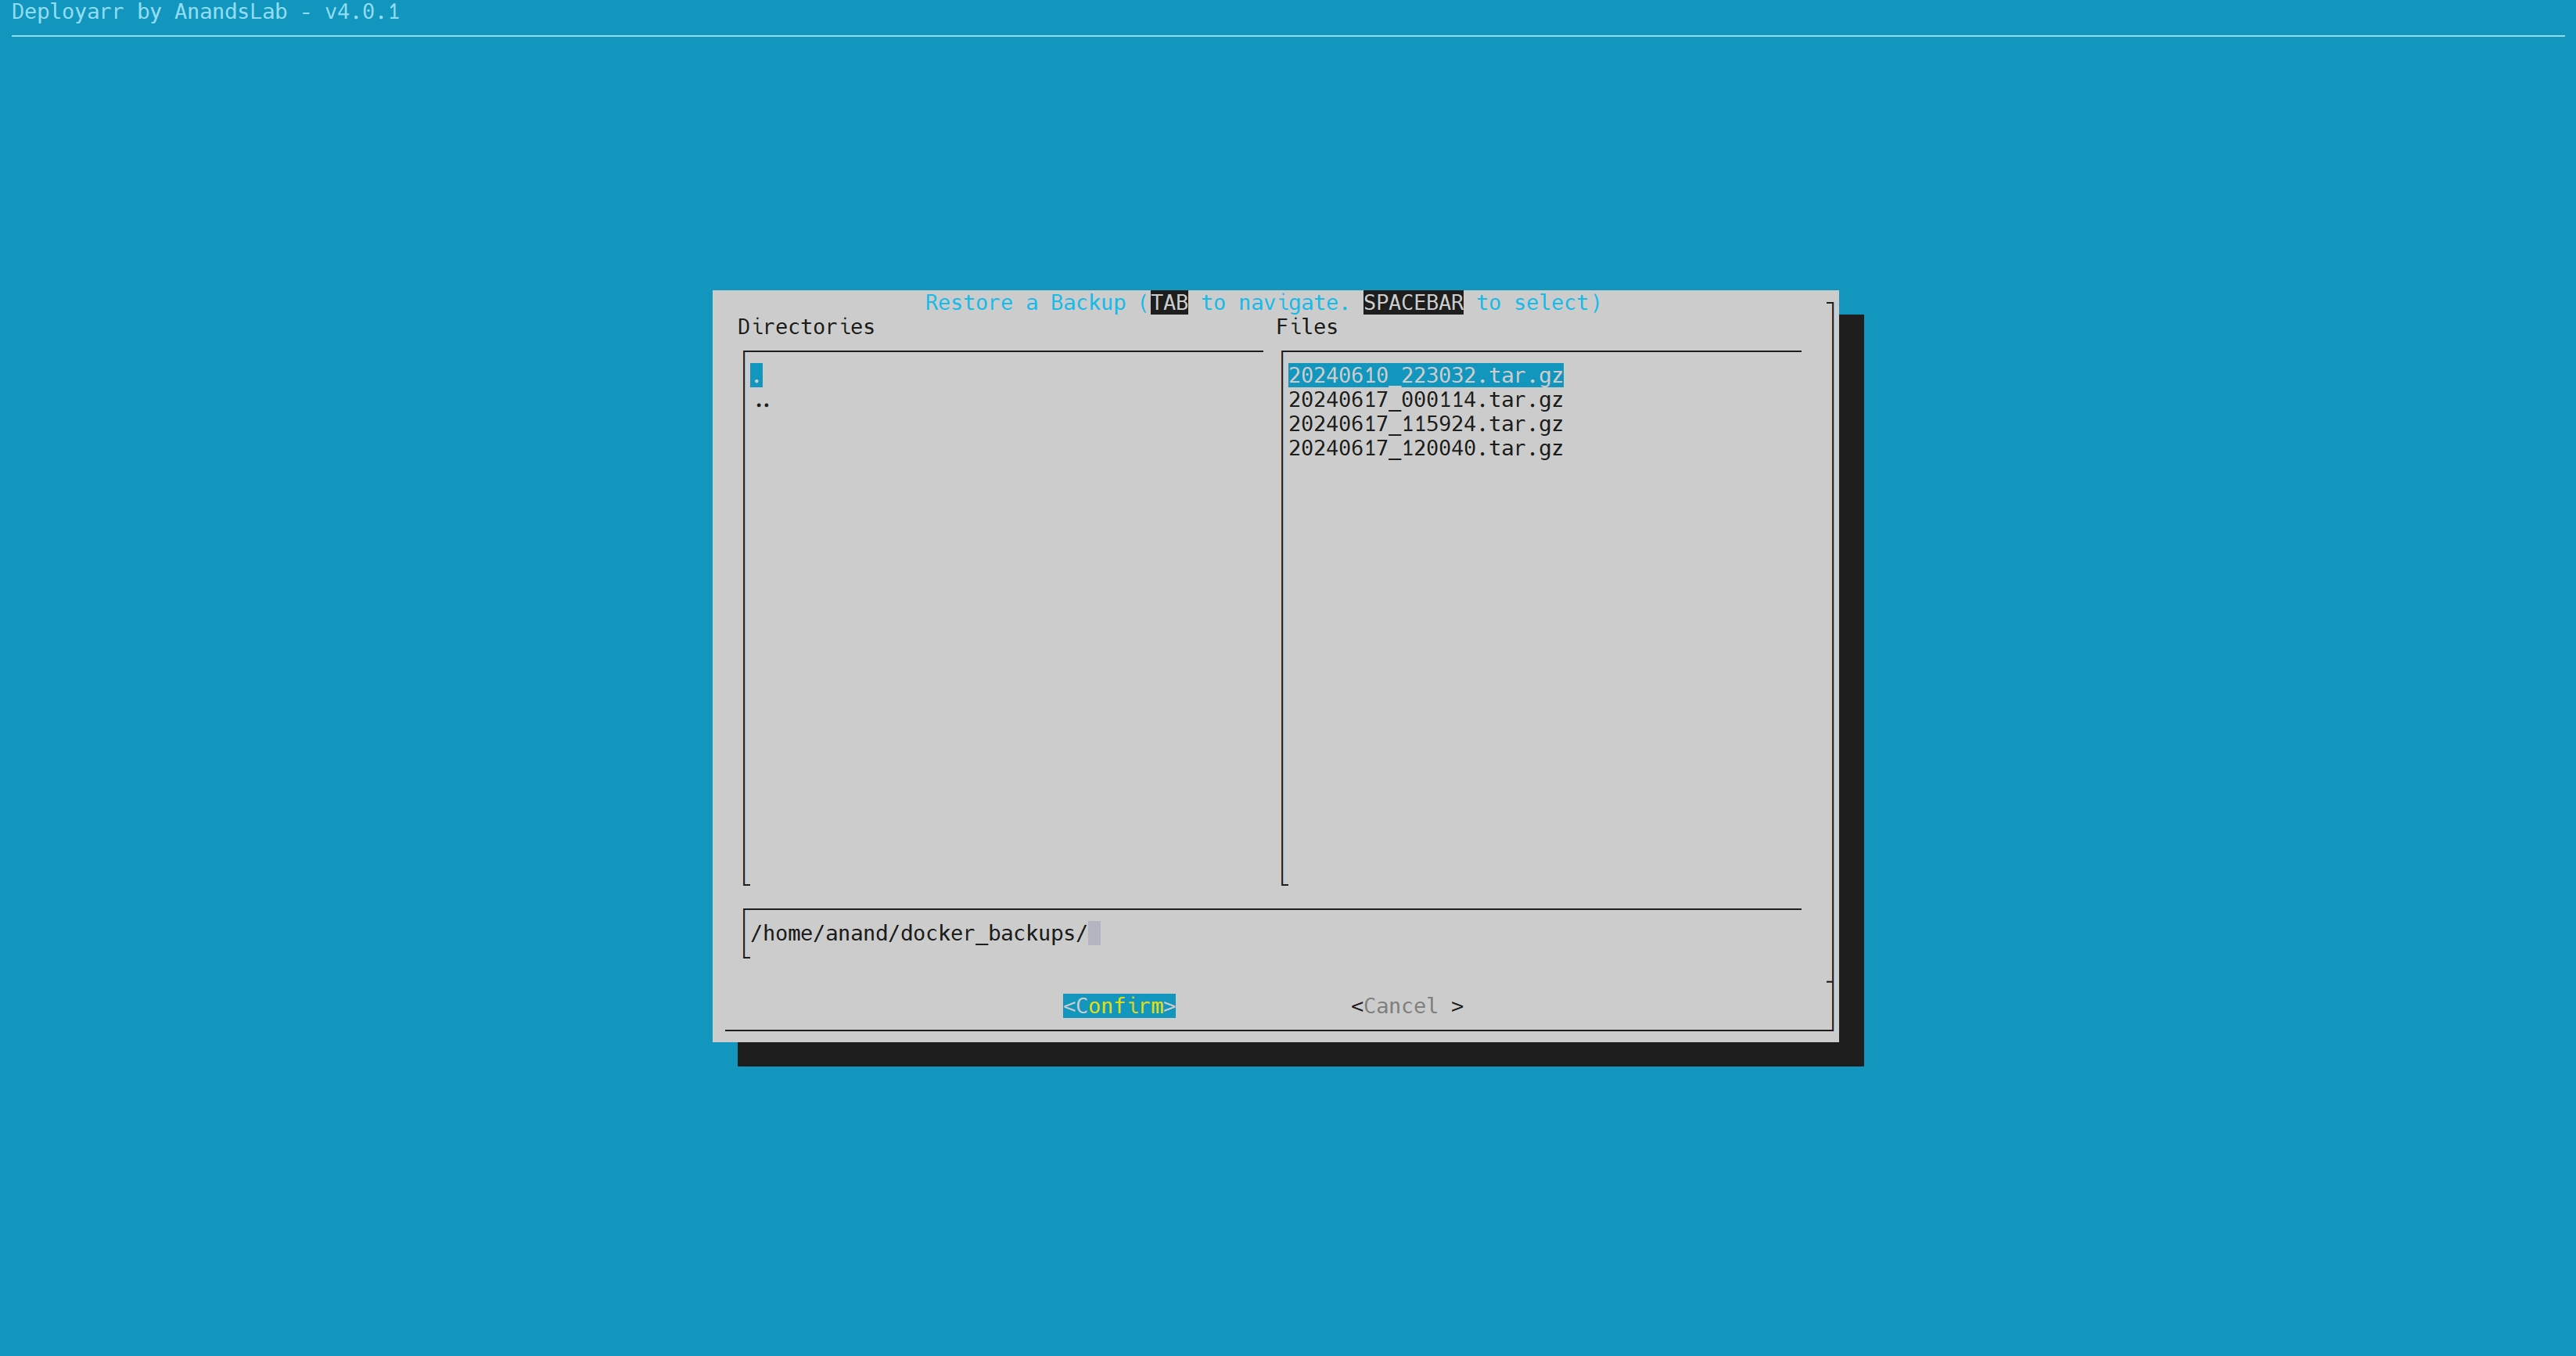 Deployarr by AnandsLab - v4.0.1
Restore a Backup (TAB to navigate. SPACEBAR to select)
Directories
Files
.
..
20240610_223032.tar.gz
20240617_000114.tar.gz
20240617_115924.tar.gz
20240617_120040.tar.gz
/home/anand/docker_backups/
<Confirm>
<Cancel >